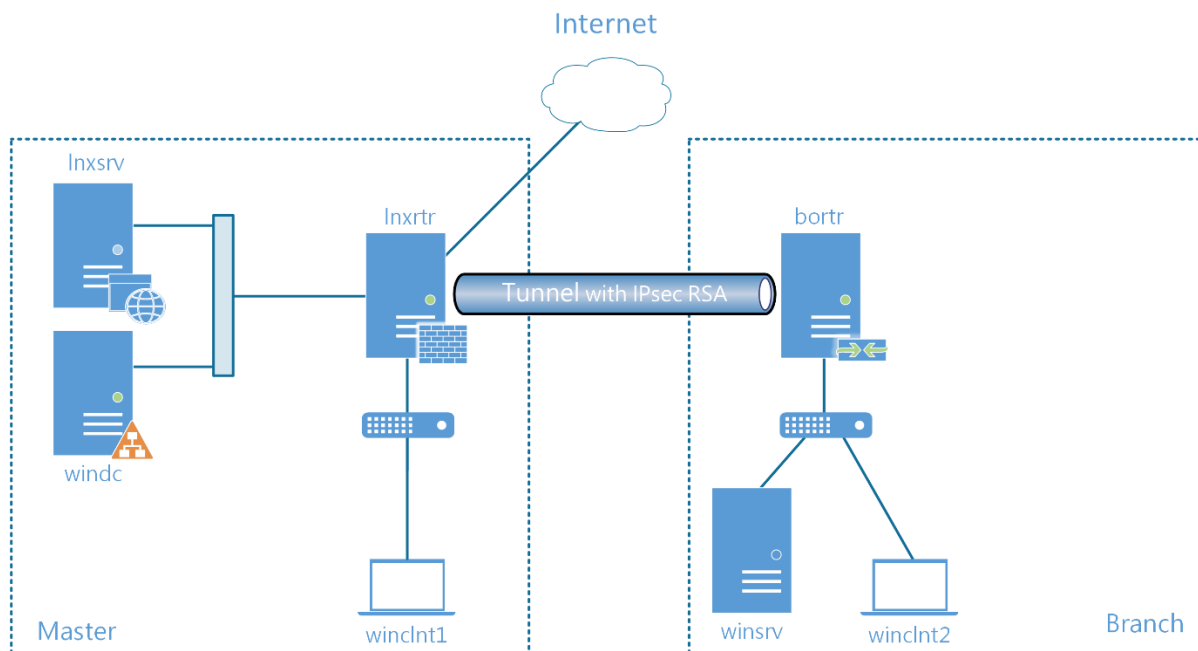 Internet
lnxsrv
lnxrtr
bortr
Tunnel with IPsec RSA
windc
winclnt1
winsrv
winclnt2
Master
Branch